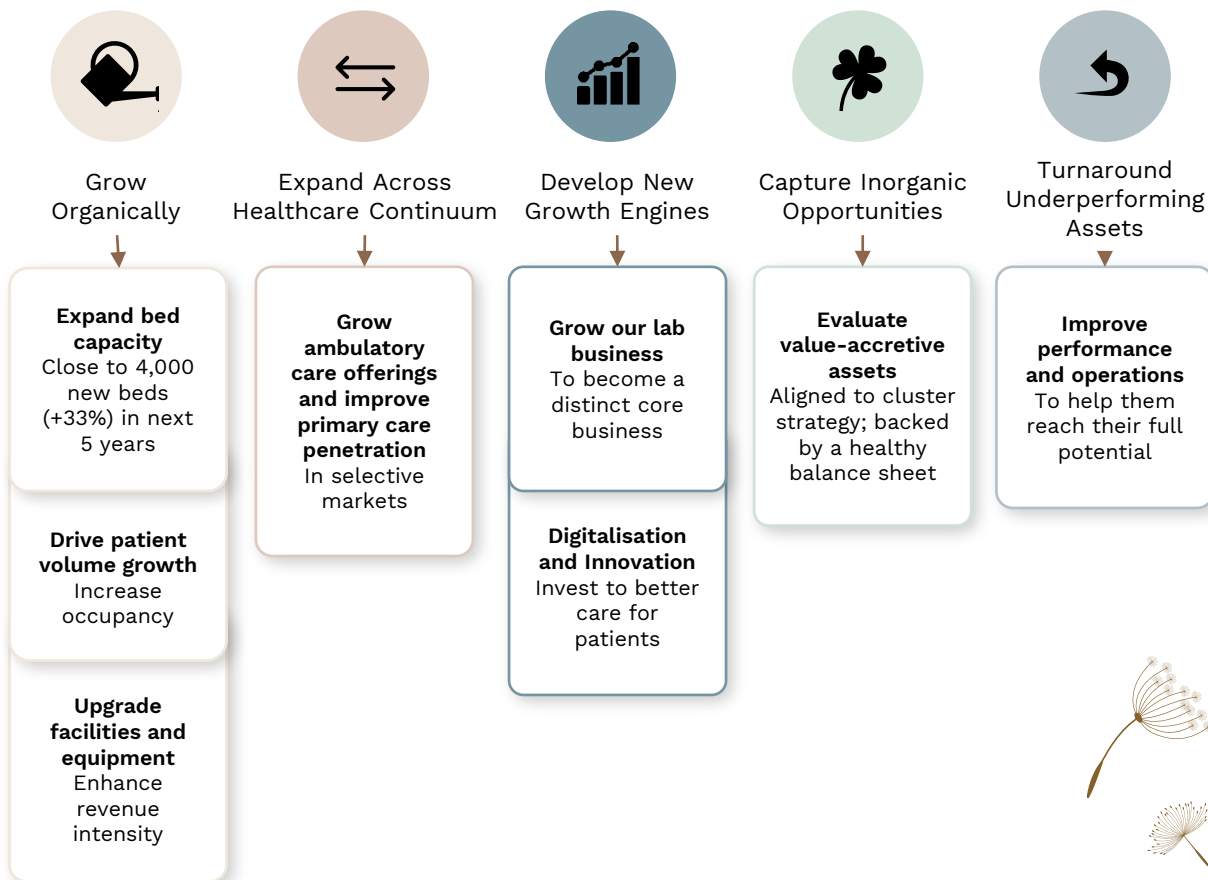 Grow
Organically
Expand bed
capacity
Close to 4,000
new beds
(+33%) in next
5 years
Drive patient
volume growth
Increase
occupancy
Upgrade
facilities and
equipment
Enhance
revenue
intensity
Expand Across
Healthcare Continuum
Grow
ambulatory
care offerings
and improve
primary care
penetration
In selective
markets
Develop New
Growth Engines
Grow our lab
business
To become a
distinct core
business
Digitalisation
and Innovation
Invest to better
care for
patients
Capture Inorganic
Opportunities
Evaluate
value-accretive
assets
Aligned to cluster
strategy; backed
by a healthy
balance sheet
Turnaround
Underperforming
Assets
Improve
performance
and operations
To help them
reach their full
potential